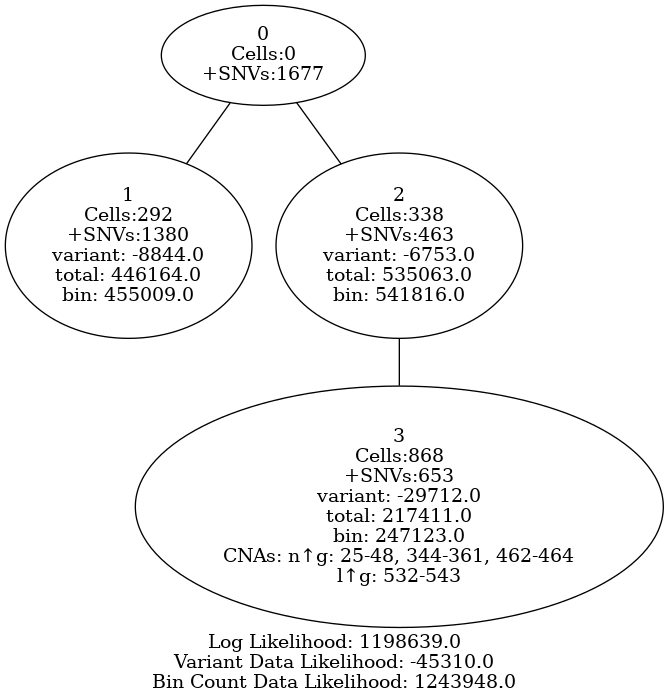 0
Cells:0
+SNVs:1677
1
Cells:292
+SNVs:1380
variant: -8844.0
total: 446164.0
bin: 455009.0
2
Cells:338
+SNVs:463
variant: -6753.0
total: 535063.0
bin: 541816.0
3
Cells:868
+SNVs:653
variant: -29712.0
total: 217411.0
bin: 247123.0
CNAs: n↑g: 25-48, 344-361, 462-464
l↑g: 532-543
Log Likelihood: 1198639.0
Variant Data Likelihood: -45310.0
Bin Count Data Likelihood: 1243948.0